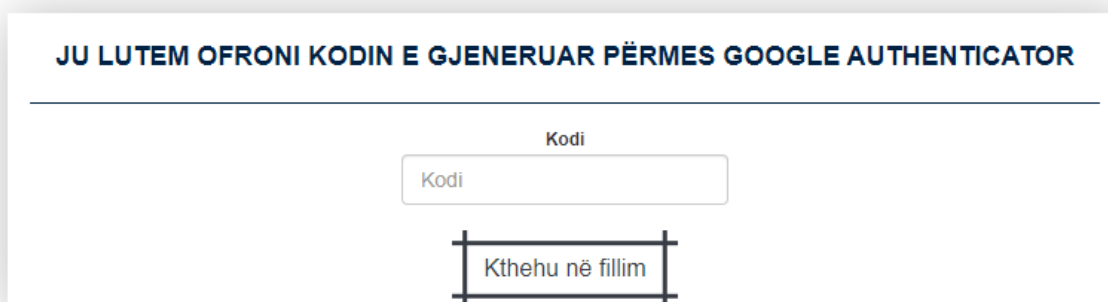 JU LUTEM OFRONI KODIN E GJENERUAR PËRMES GOOGLE AUTHENTICATOR
Kodi
Kodi
Kthehu në fillim